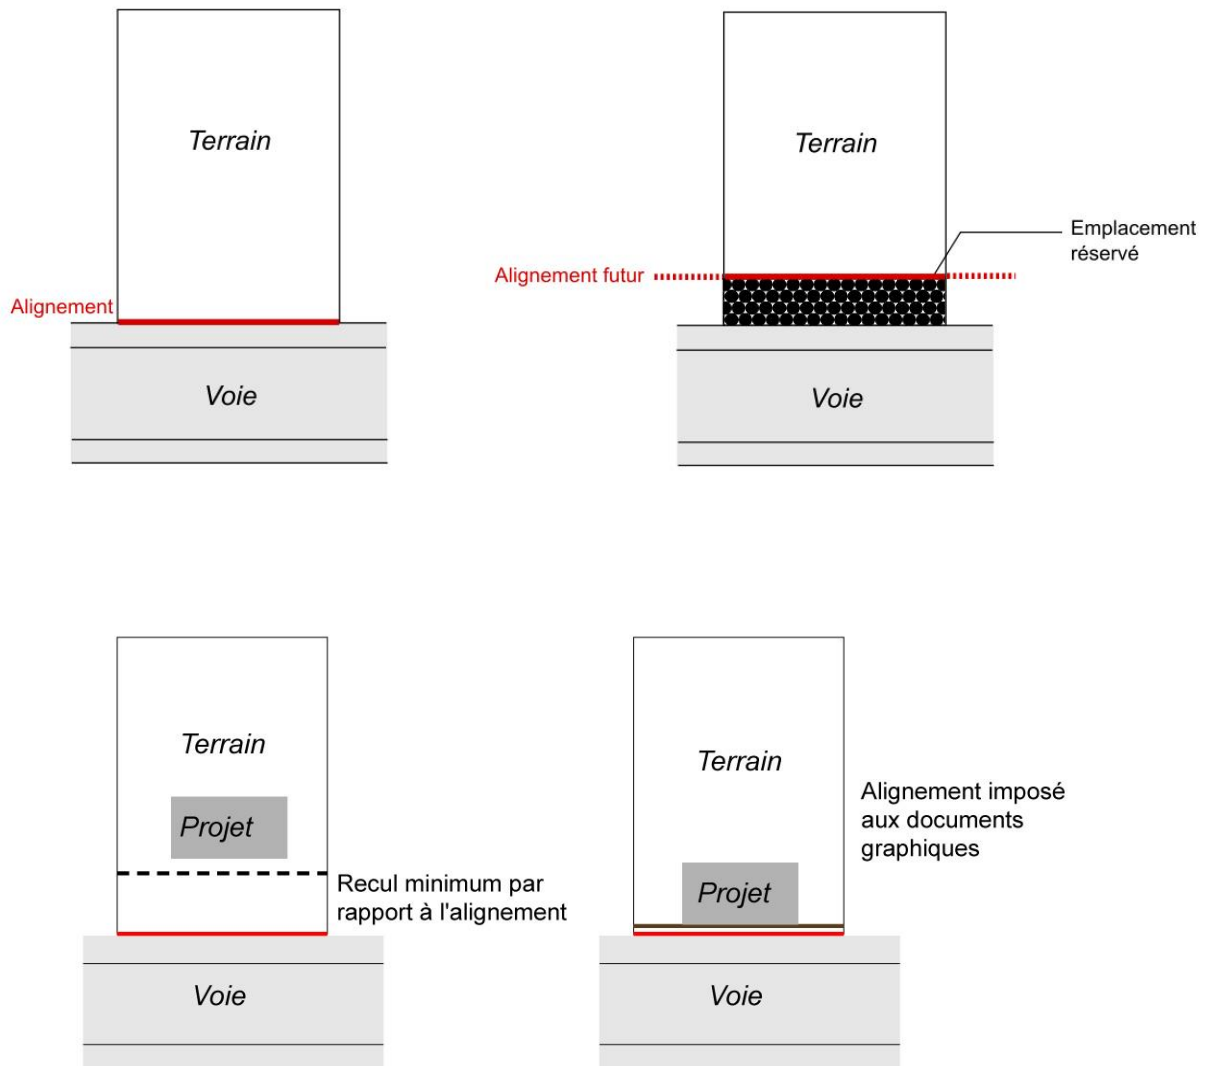 Terrain
Alignement
Voie
Terrain
Emplacement
réservé
Alignement futur
Voie
Terrain
Projet
Recul minimum par
rapport à l'alignement
Voie
Terrain
Alignement imposé
aux documents
graphiques
Projet
Voie